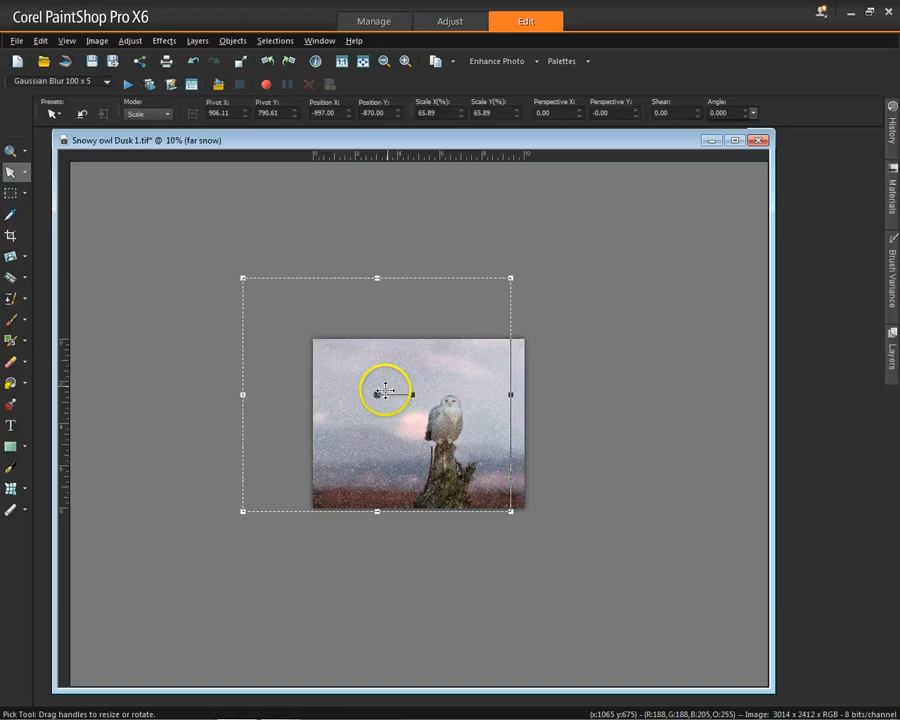 Corel PaintShop Pro X6
Manage
Adjust
Edit
File Edit View Image Adjust Effects Layers Objects Selections Window Help
Enhance Photo
Palettes
Gaussian Blur 100 x 5
Presets: Mode: Pivot X: Pivot Y: Position X: Position Y: Scale X(%): Scale Y(%): Perspective X: Perspective Y: Shear: Angle:
Scale 906.11 790.61 -997.00 -870.00 65.89 65.89 0.00 -0.00 0.00 0.000
Snowy owl Dusk 1.tif* @ 10% (far snow)
History
Materials
Brush Variance
Layers
Pick Tool: Drag handles to resize or rotate.
(x:1065 y:675) - (R:188,G:188,B:205,O:255) -- Image: 3014 x 2412 x RGB - 8 bits/channel